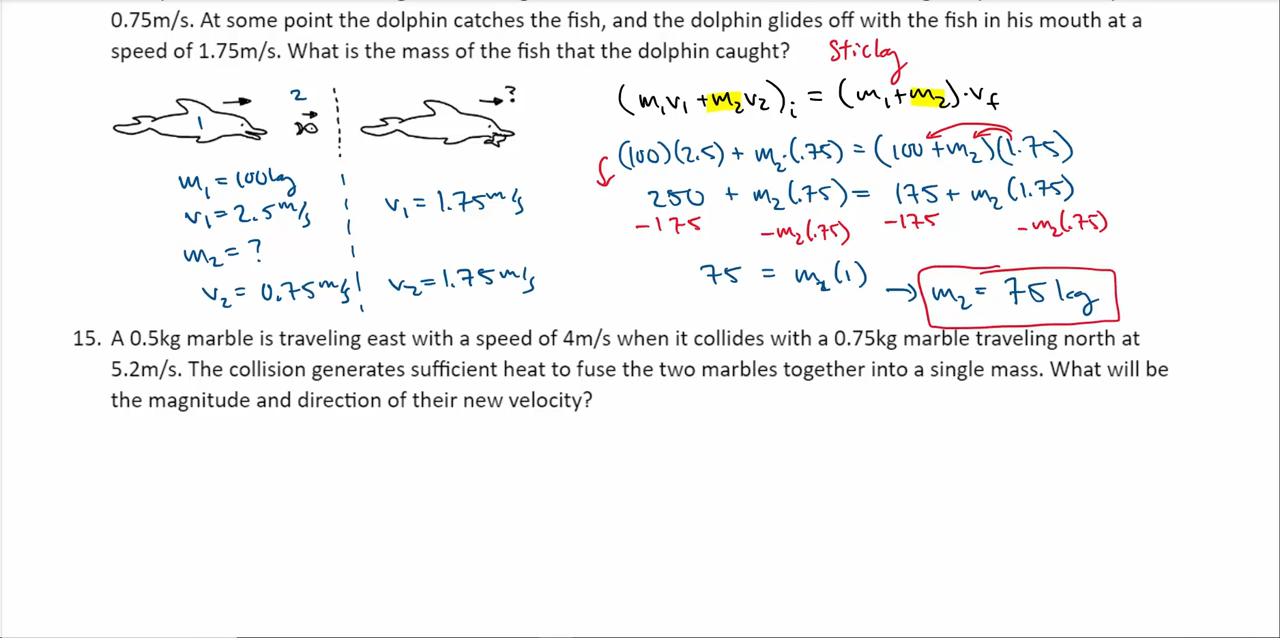 0.75m/s. At some point the dolphin catches the fish, and the dolphin glides off with the fish in his mouth at a
speed of 1.75m/s. What is the mass of the fish that the dolphin caught? Sticky
(m₁v₁ + m₂v₂)ᵢ = (m₁+m₂)·v_f
2
→?
1
(100)(2.5) + m₂·(.75) = (100+m₂)(1.75)
m₁ = 100kg
250 + m₂(.75) = 175 + m₂(1.75)
v₁ = 2.5m/s v₁ = 1.75m/s
-175 -m₂(.75) -175 -m₂(.75)
m₂ = ?
75 = m₂(1) → m₂ = 75kg
v₂ = 0.75m/s v₂ = 1.75m/s
15. A 0.5kg marble is traveling east with a speed of 4m/s when it collides with a 0.75kg marble traveling north at
5.2m/s. The collision generates sufficient heat to fuse the two marbles together into a single mass. What will be
the magnitude and direction of their new velocity?